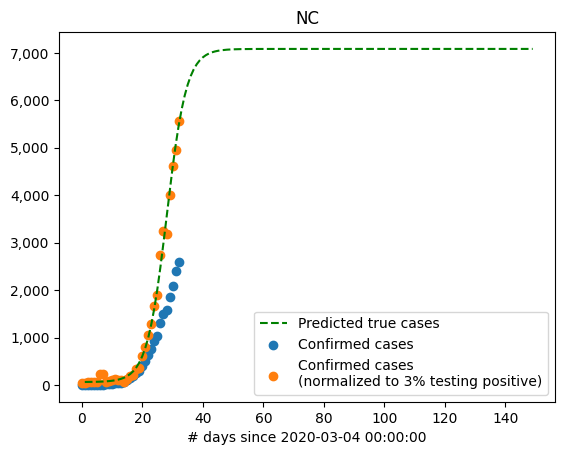 NC
7,000
6,000
5,000
4,000
3,000
2,000
1,000
0
Predicted true cases
Confirmed cases
Confirmed cases
(normalized to 3% testing positive)
0 20 40 60 80 100 120 140
# days since 2020-03-04 00:00:00